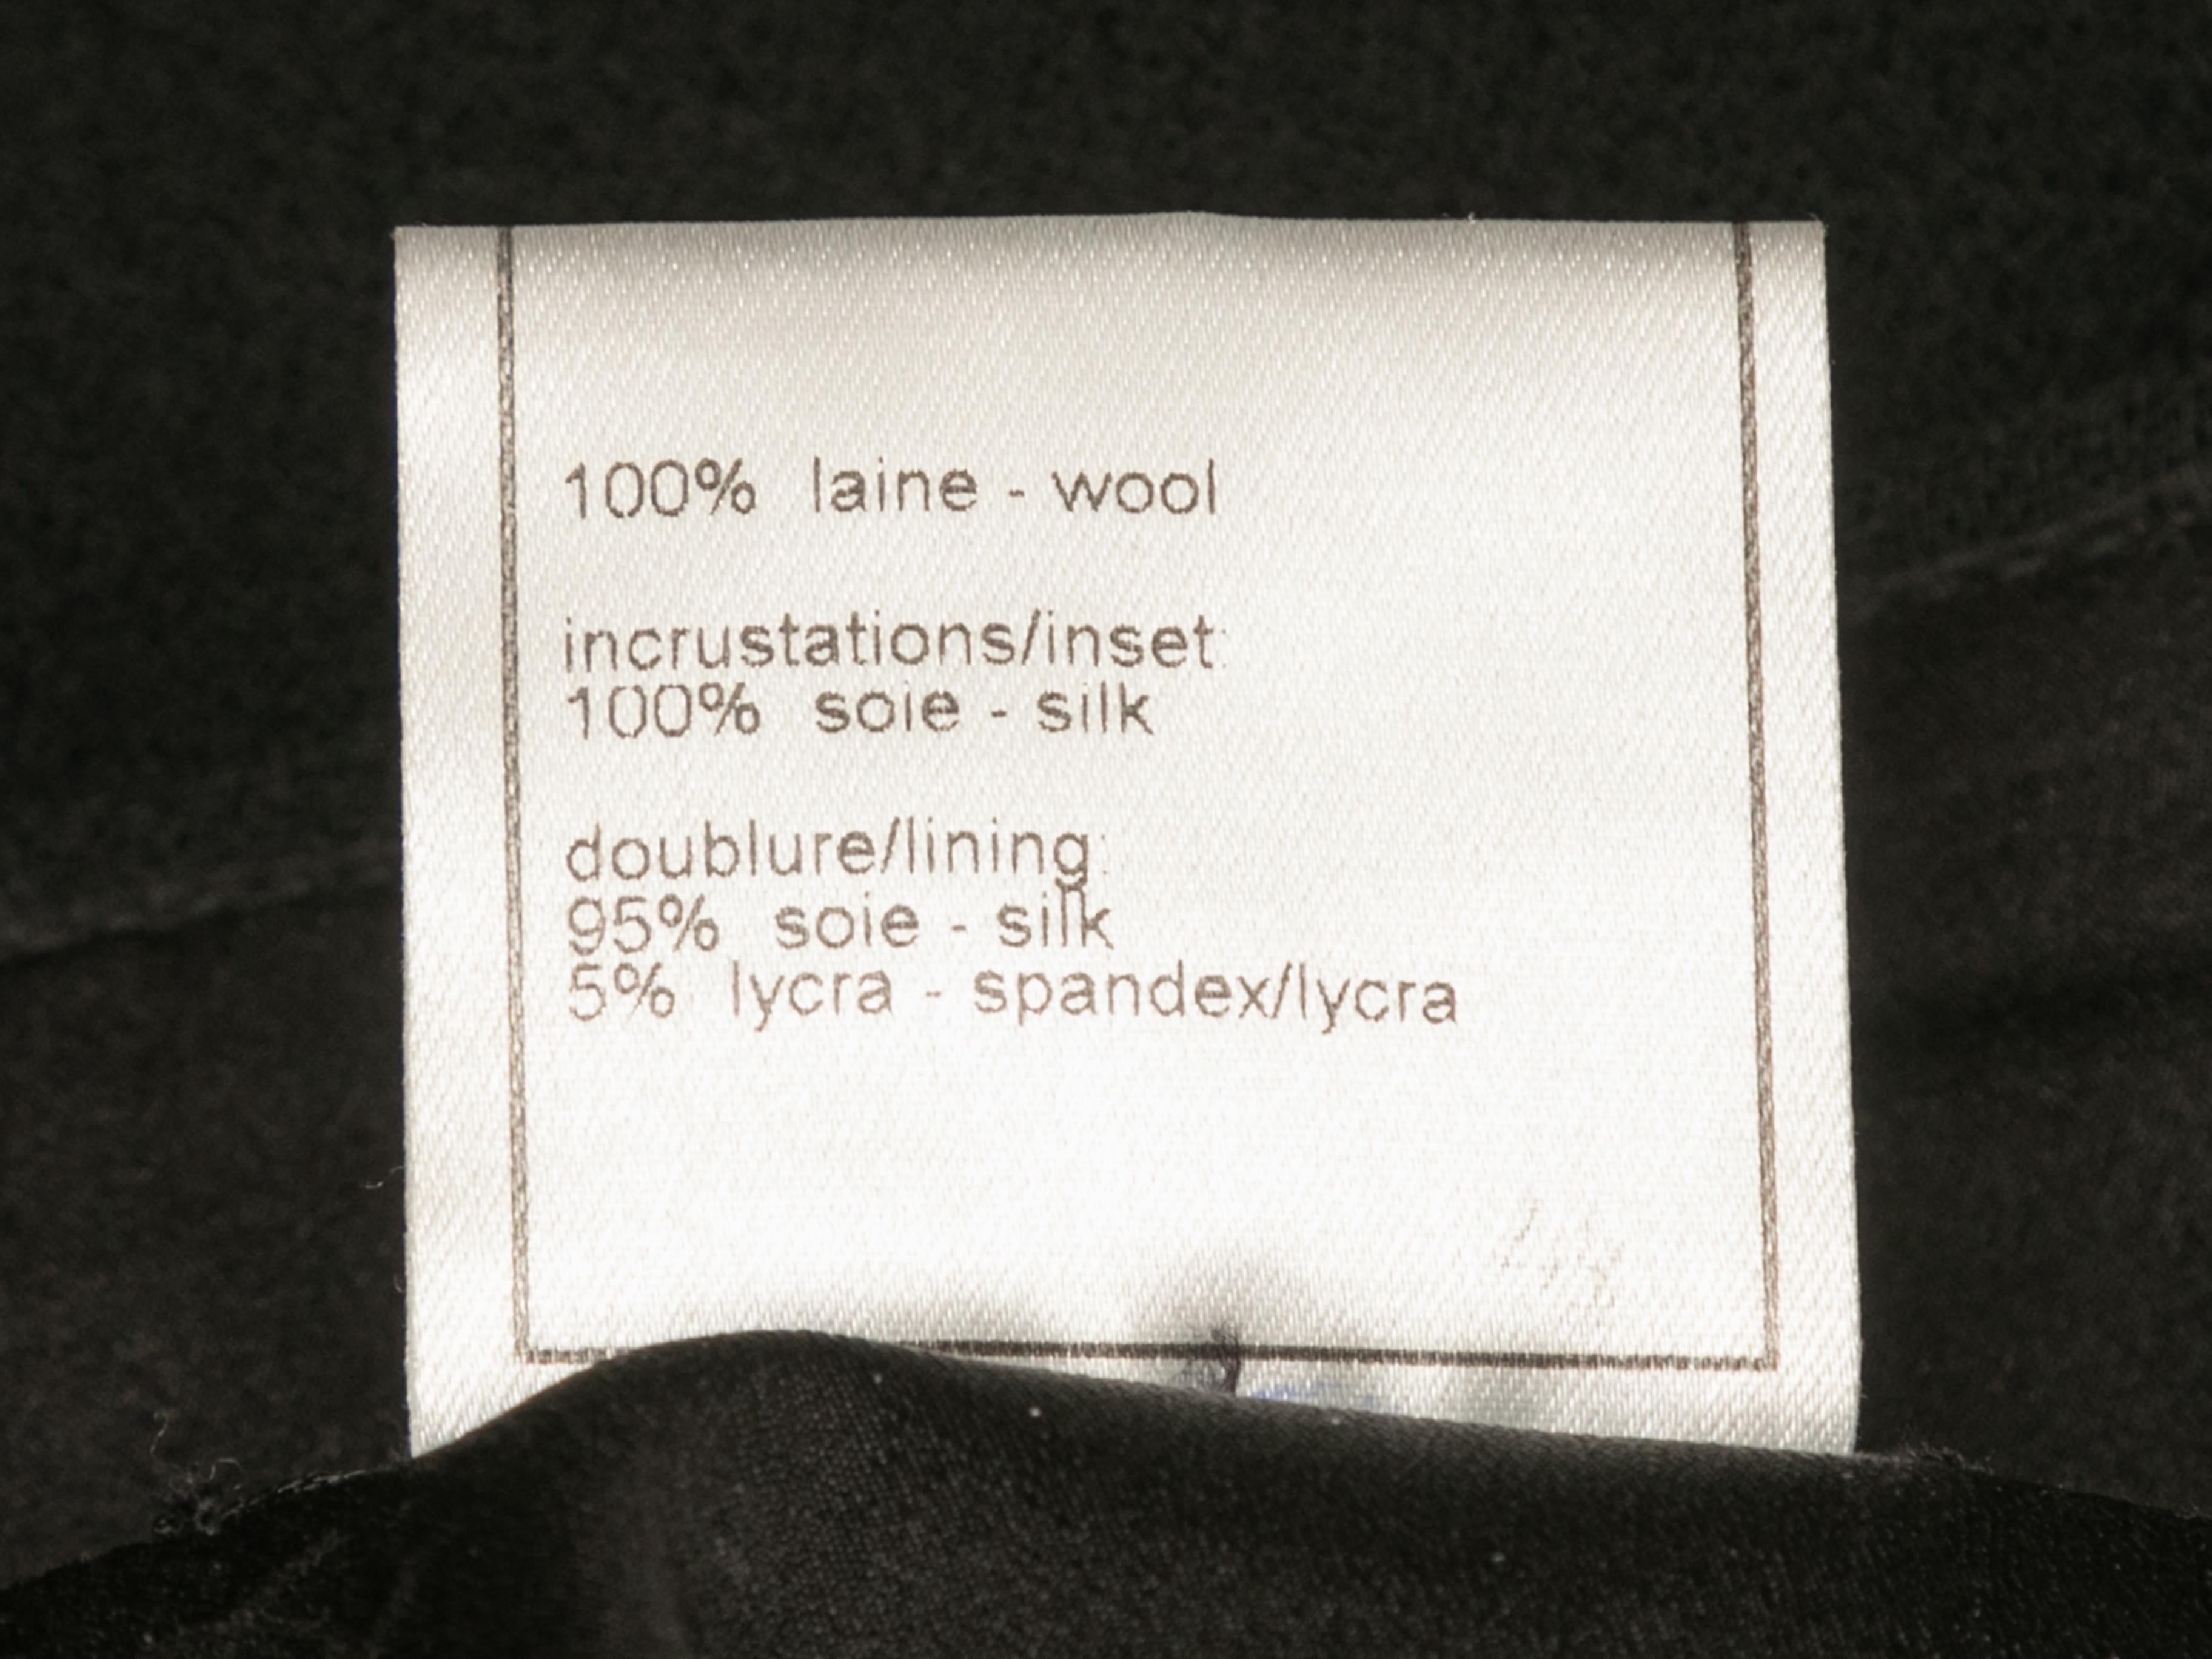 100% laine - wool
incrustations/inset:
100% soie - silk
doublure/lining:
95% soie - silk
5% lycra - spandex/lycra